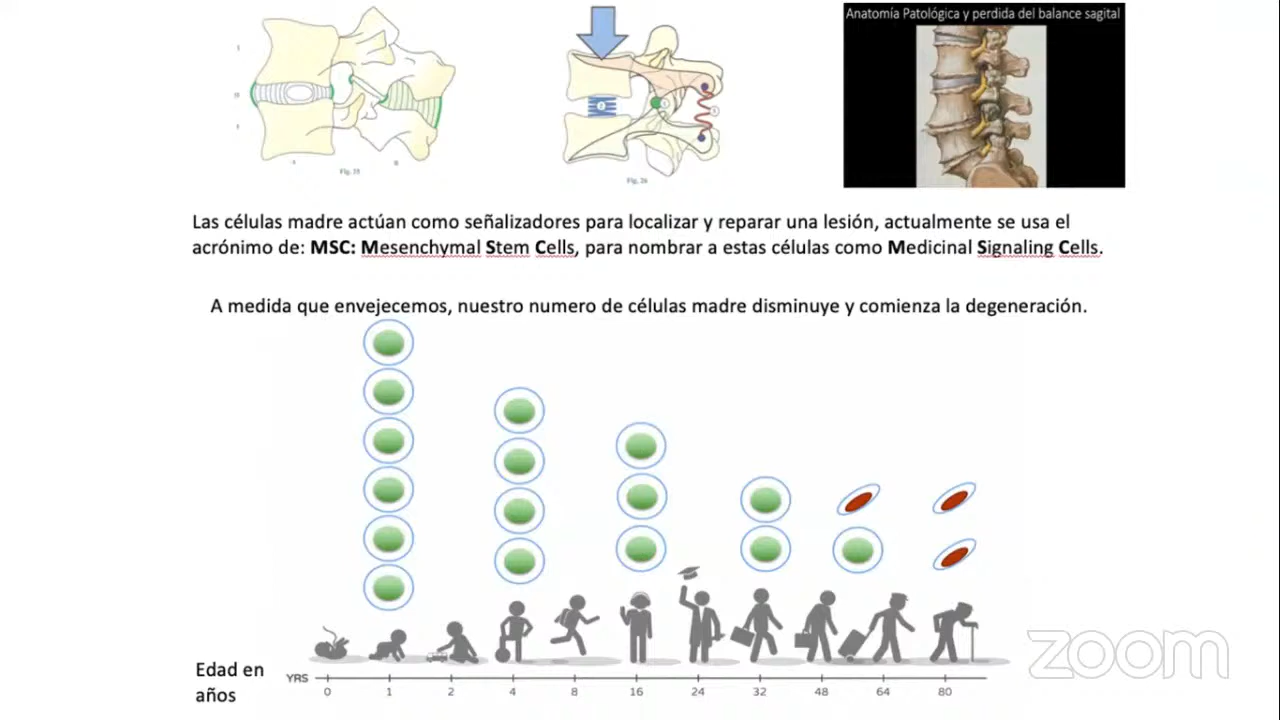 Anatomía Patológica y perdida del balance sagital
Fig. 35
Fig. 36
Las células madre actúan como señalizadores para localizar y reparar una lesión, actualmente se usa el
acrónimo de: MSC: Mesenchymal Stem Cells, para nombrar a estas células como Medicinal Signaling Cells.
A medida que envejecemos, nuestro numero de células madre disminuye y comienza la degeneración.
Edad en
años
YRS 0 1 2 4 8 16 24 32 48 64 80
zoom